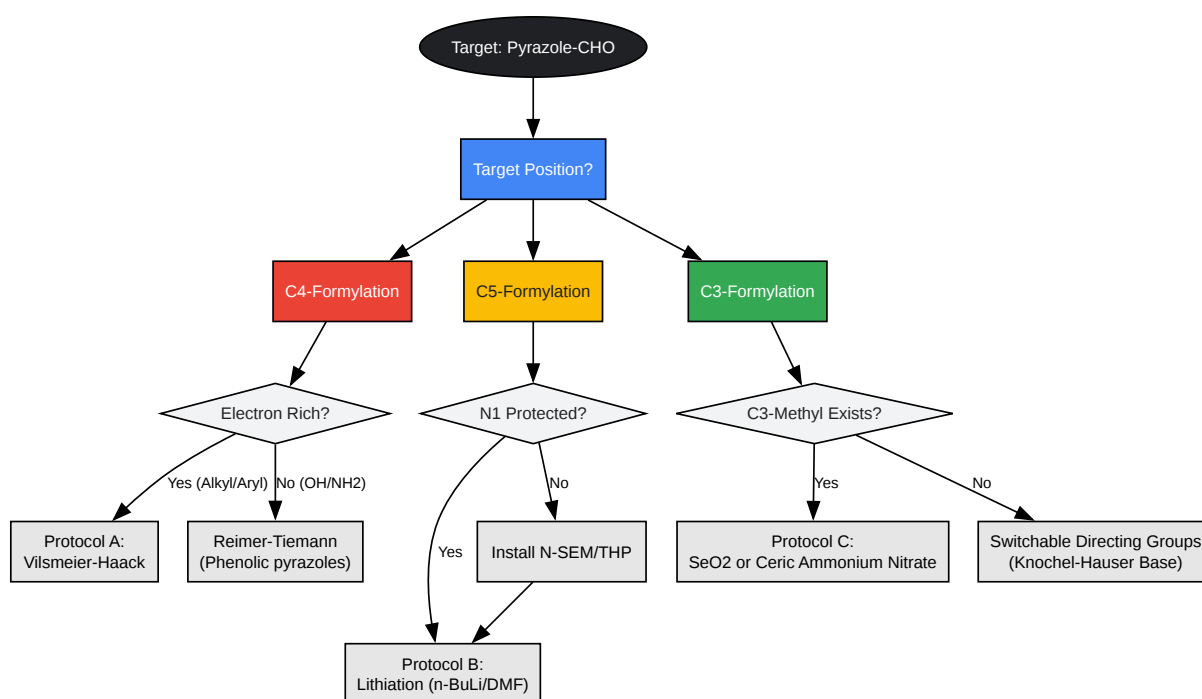 Target: Pyrazole-CHO
Target Position?
C4-Formylation
C5-Formylation
C3-Formylation
Electron Rich?
N1 Protected?
C3-Methyl Exists?
Yes (Alkyl/Aryl)
No (OH/NH2)
No
Yes
No
Protocol A:
Vilsmeier-Haack
Reimer-Tiemann
(Phenolic pyrazoles)
Yes
Install N-SEM/THP
Protocol C:
SeO2 or Ceric Ammonium Nitrate
Switchable Directing Groups
(Knochel-Hauser Base)
Protocol B:
Lithiation (n-BuLi/DMF)